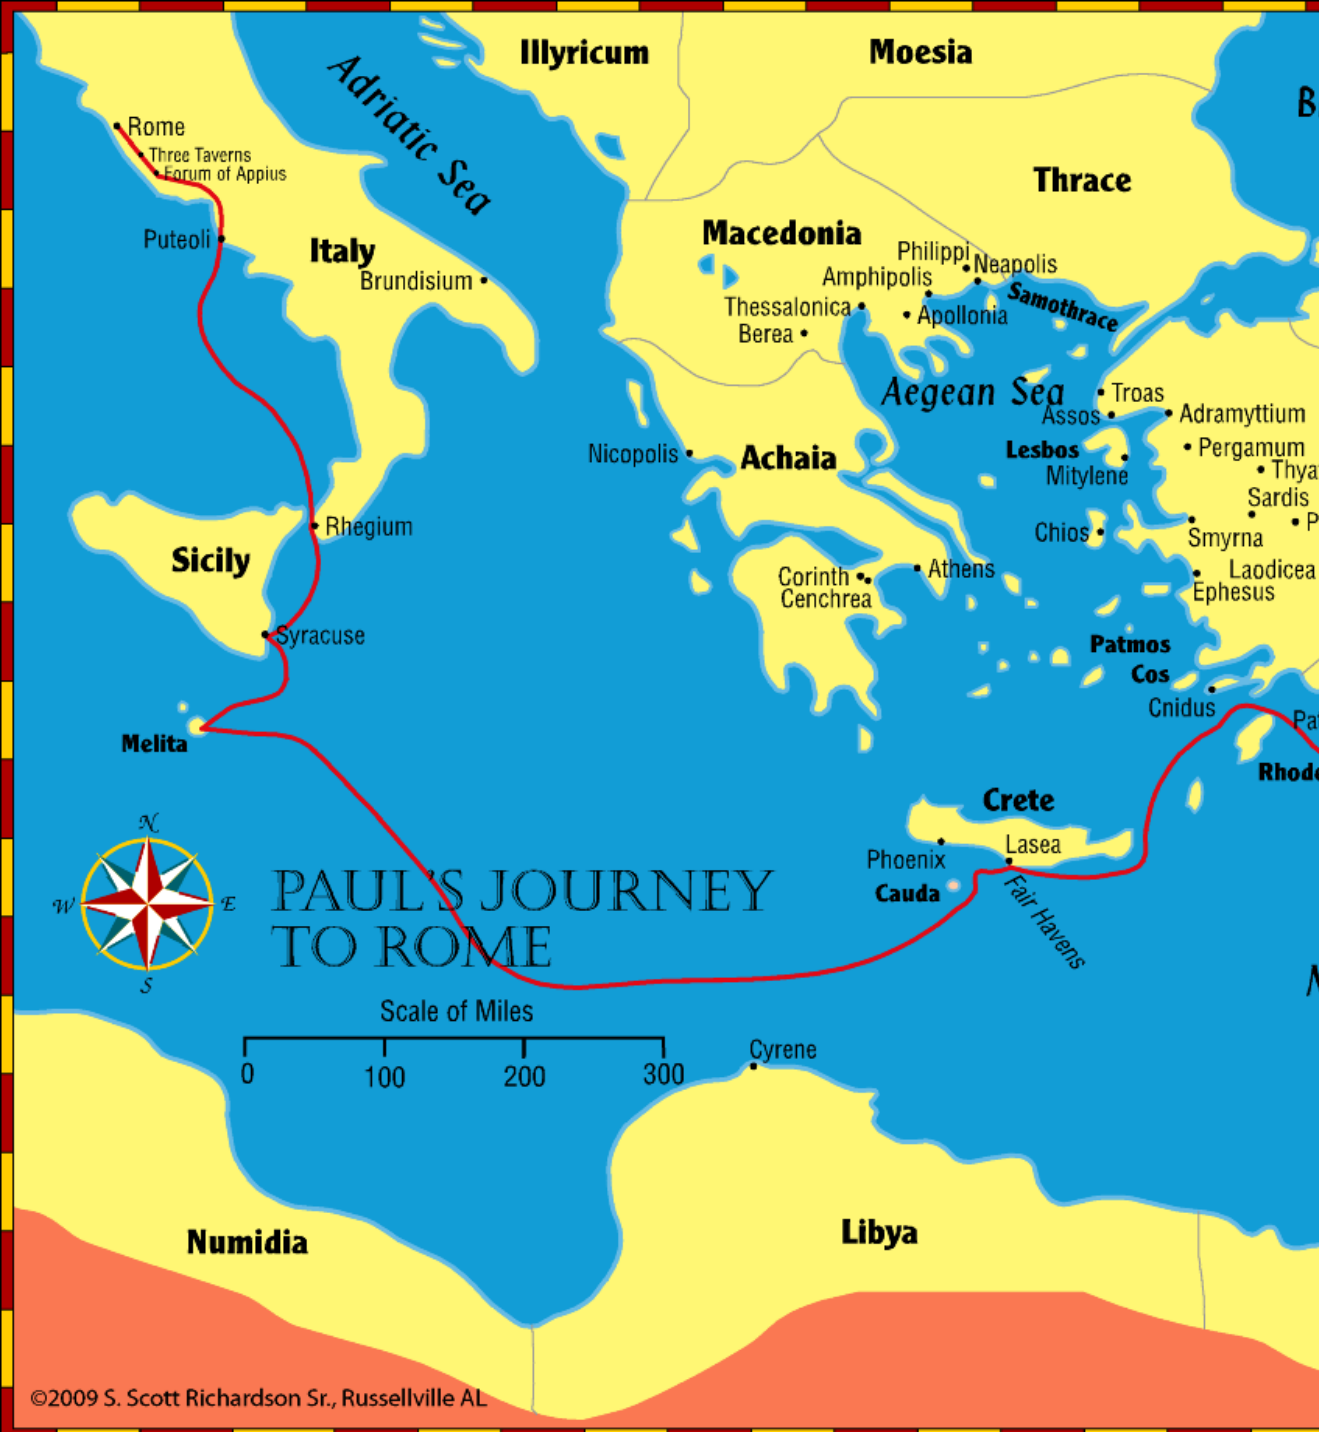 Illyricum
Moesia
Adriatic Sea
Rome
Three Taverns
Forum of Appius
Thrace
Puteoli
Italy
Brundisium
Macedonia
Philippi
Neapolis
Amphipolis
Samothrace
Thessalonica
Apollonia
Berea
Aegean Sea
Troas
Assos
Adramyttium
Nicopolis
Achaia
Lesbos
Pergamum
Mitylene
Thya
Sardis
Rhegium
Chios
Smyrna
P
Sicily
Corinth
Athens
Laodicea
Cenchrea
Ephesus
Syracuse
Patmos
Cos
Cnidus
Pat
Melita
Rhode
Crete
N
W
E
S
Lasea
Phoenix
Cauda
Fair Havens
PAUL'S JOURNEY
TO ROME
Scale of Miles
0 100 200 300
Cyrene
Numidia
Libya
©2009 S. Scott Richardson Sr., Russellville AL